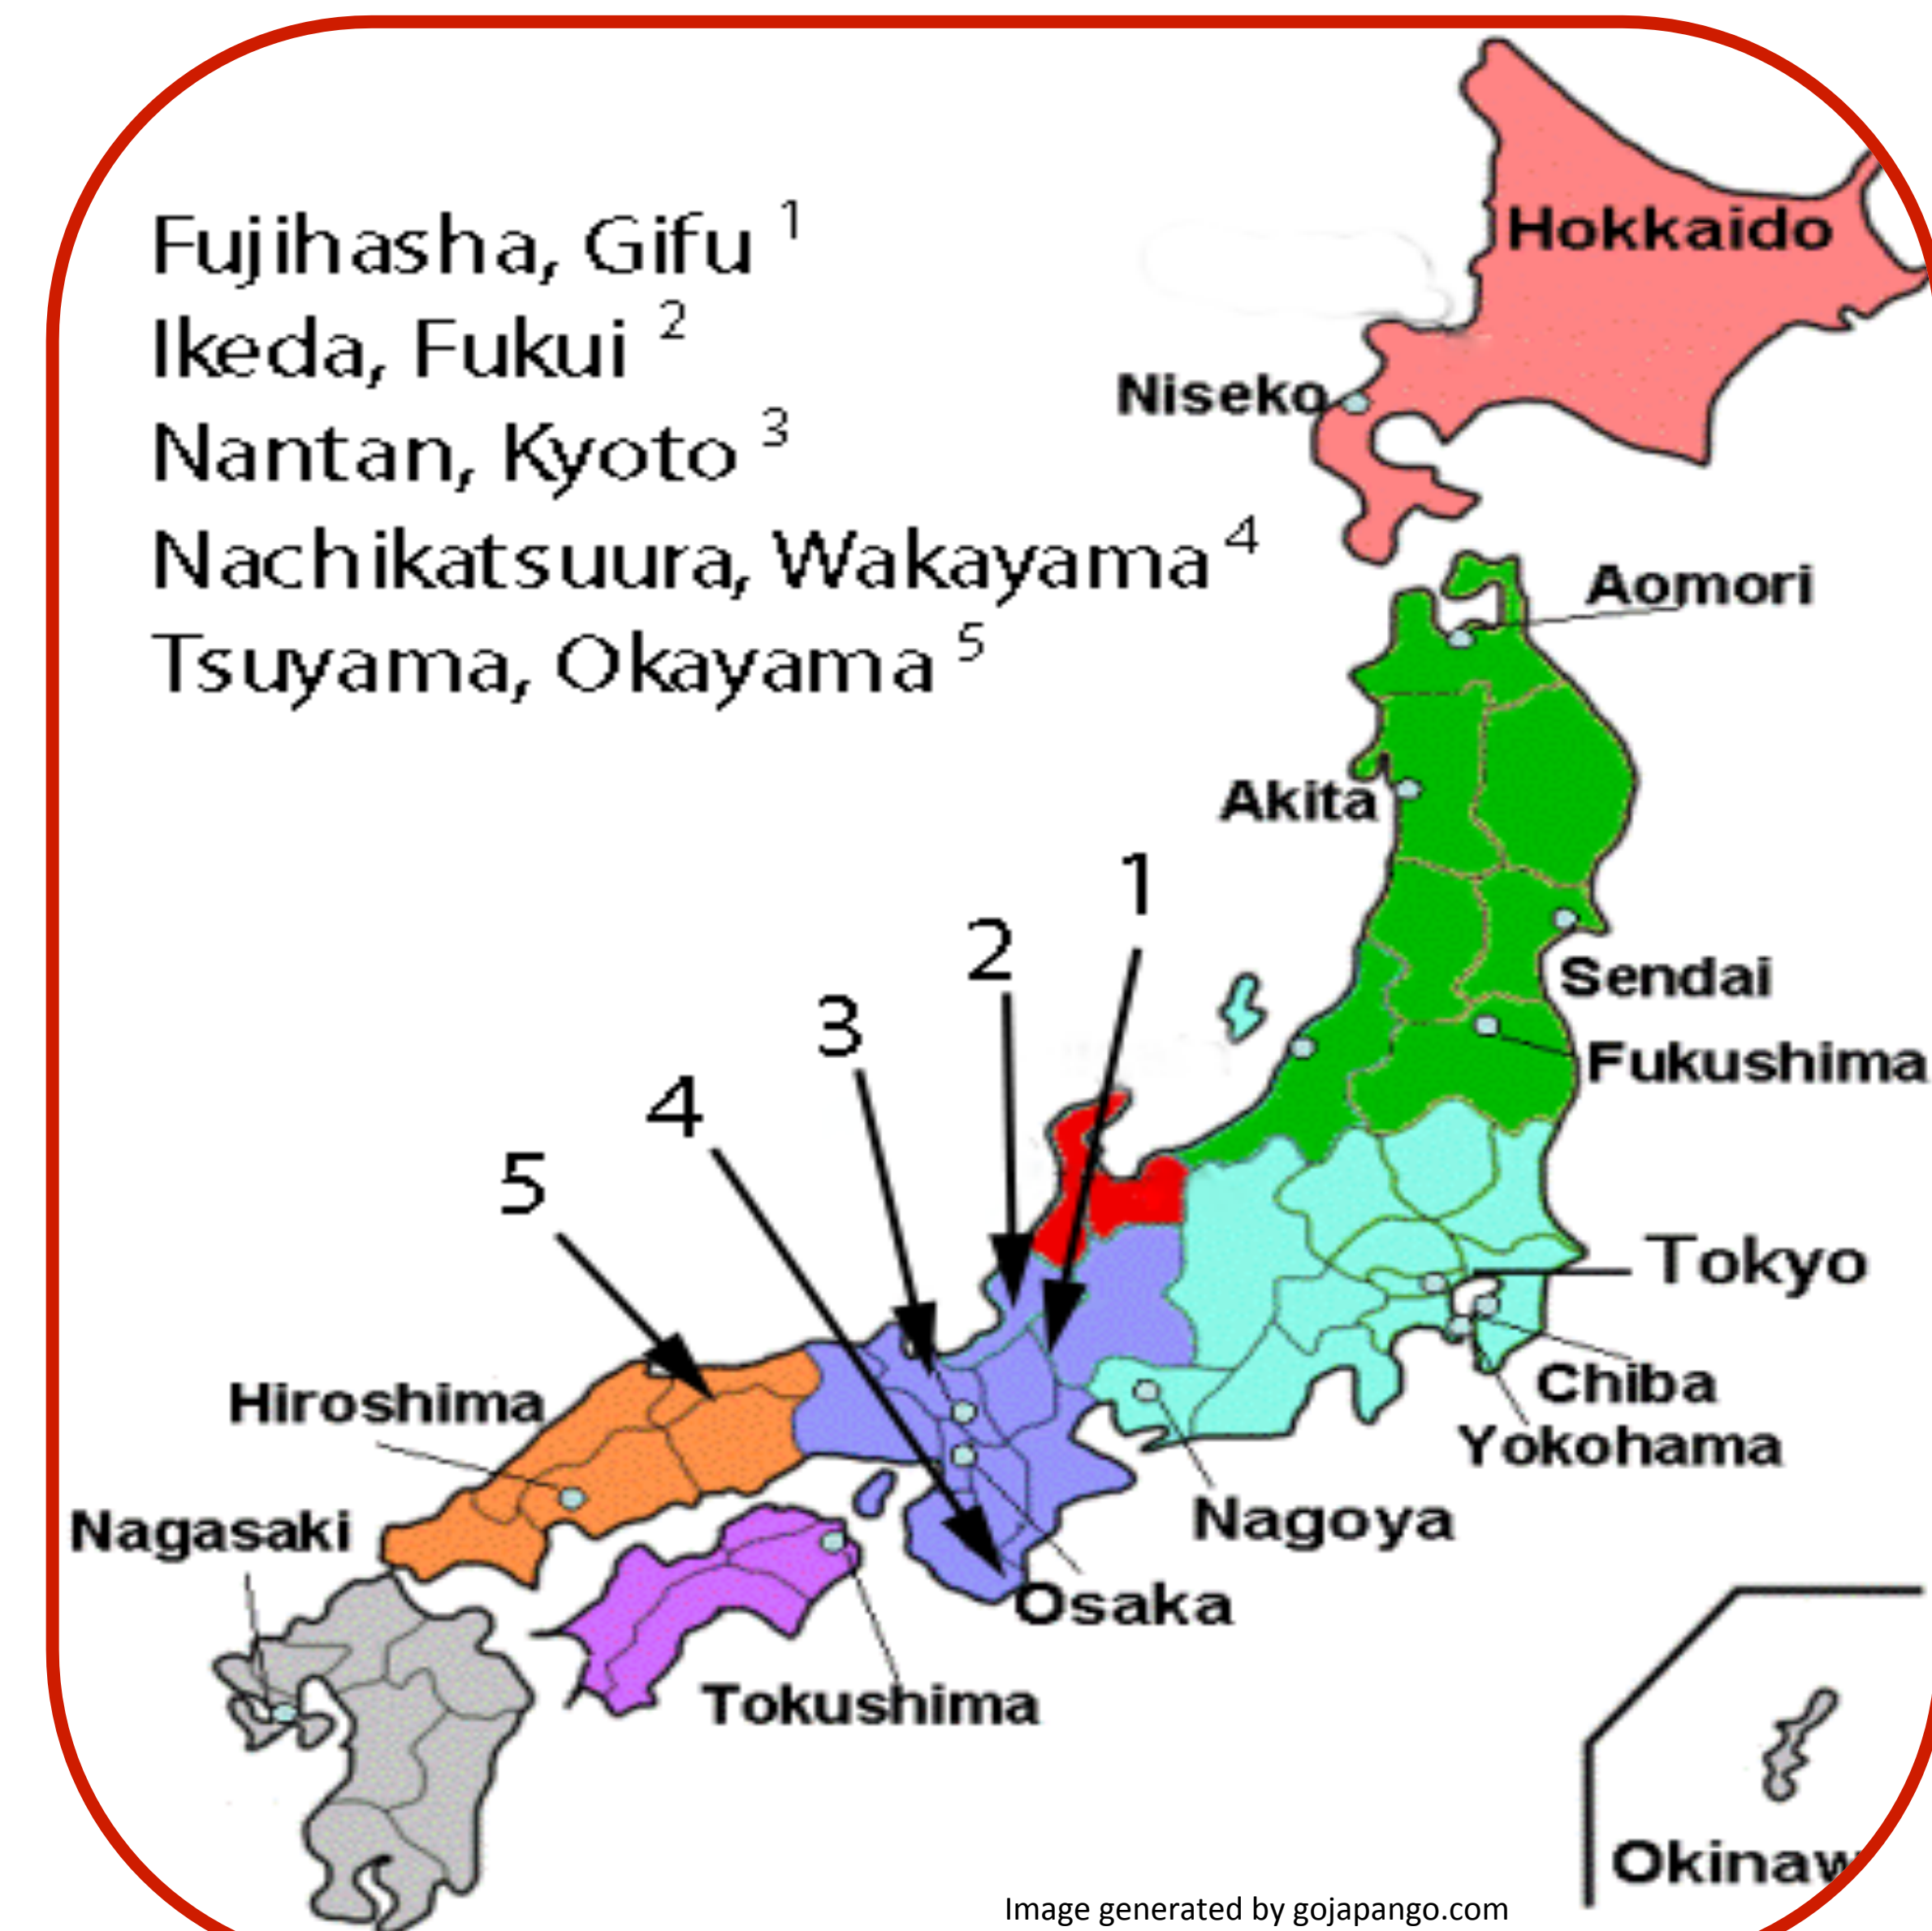 Fujihasha, Gifu 1
Ikeda, Fukui 2
Nantan, Kyoto 3
Nachikatsuura, Wakayama 4
Tsuyama, Okayama 5
Hokkaido
Niseko
Aomori
Akita
1
2
Sendai
3
Fukushima
4
5
Tokyo
Chiba
Hiroshima
Yokohama
Nagoya
Nagasaki
Osaka
Tokushima
Okinaw
Image generated by gojapango.com